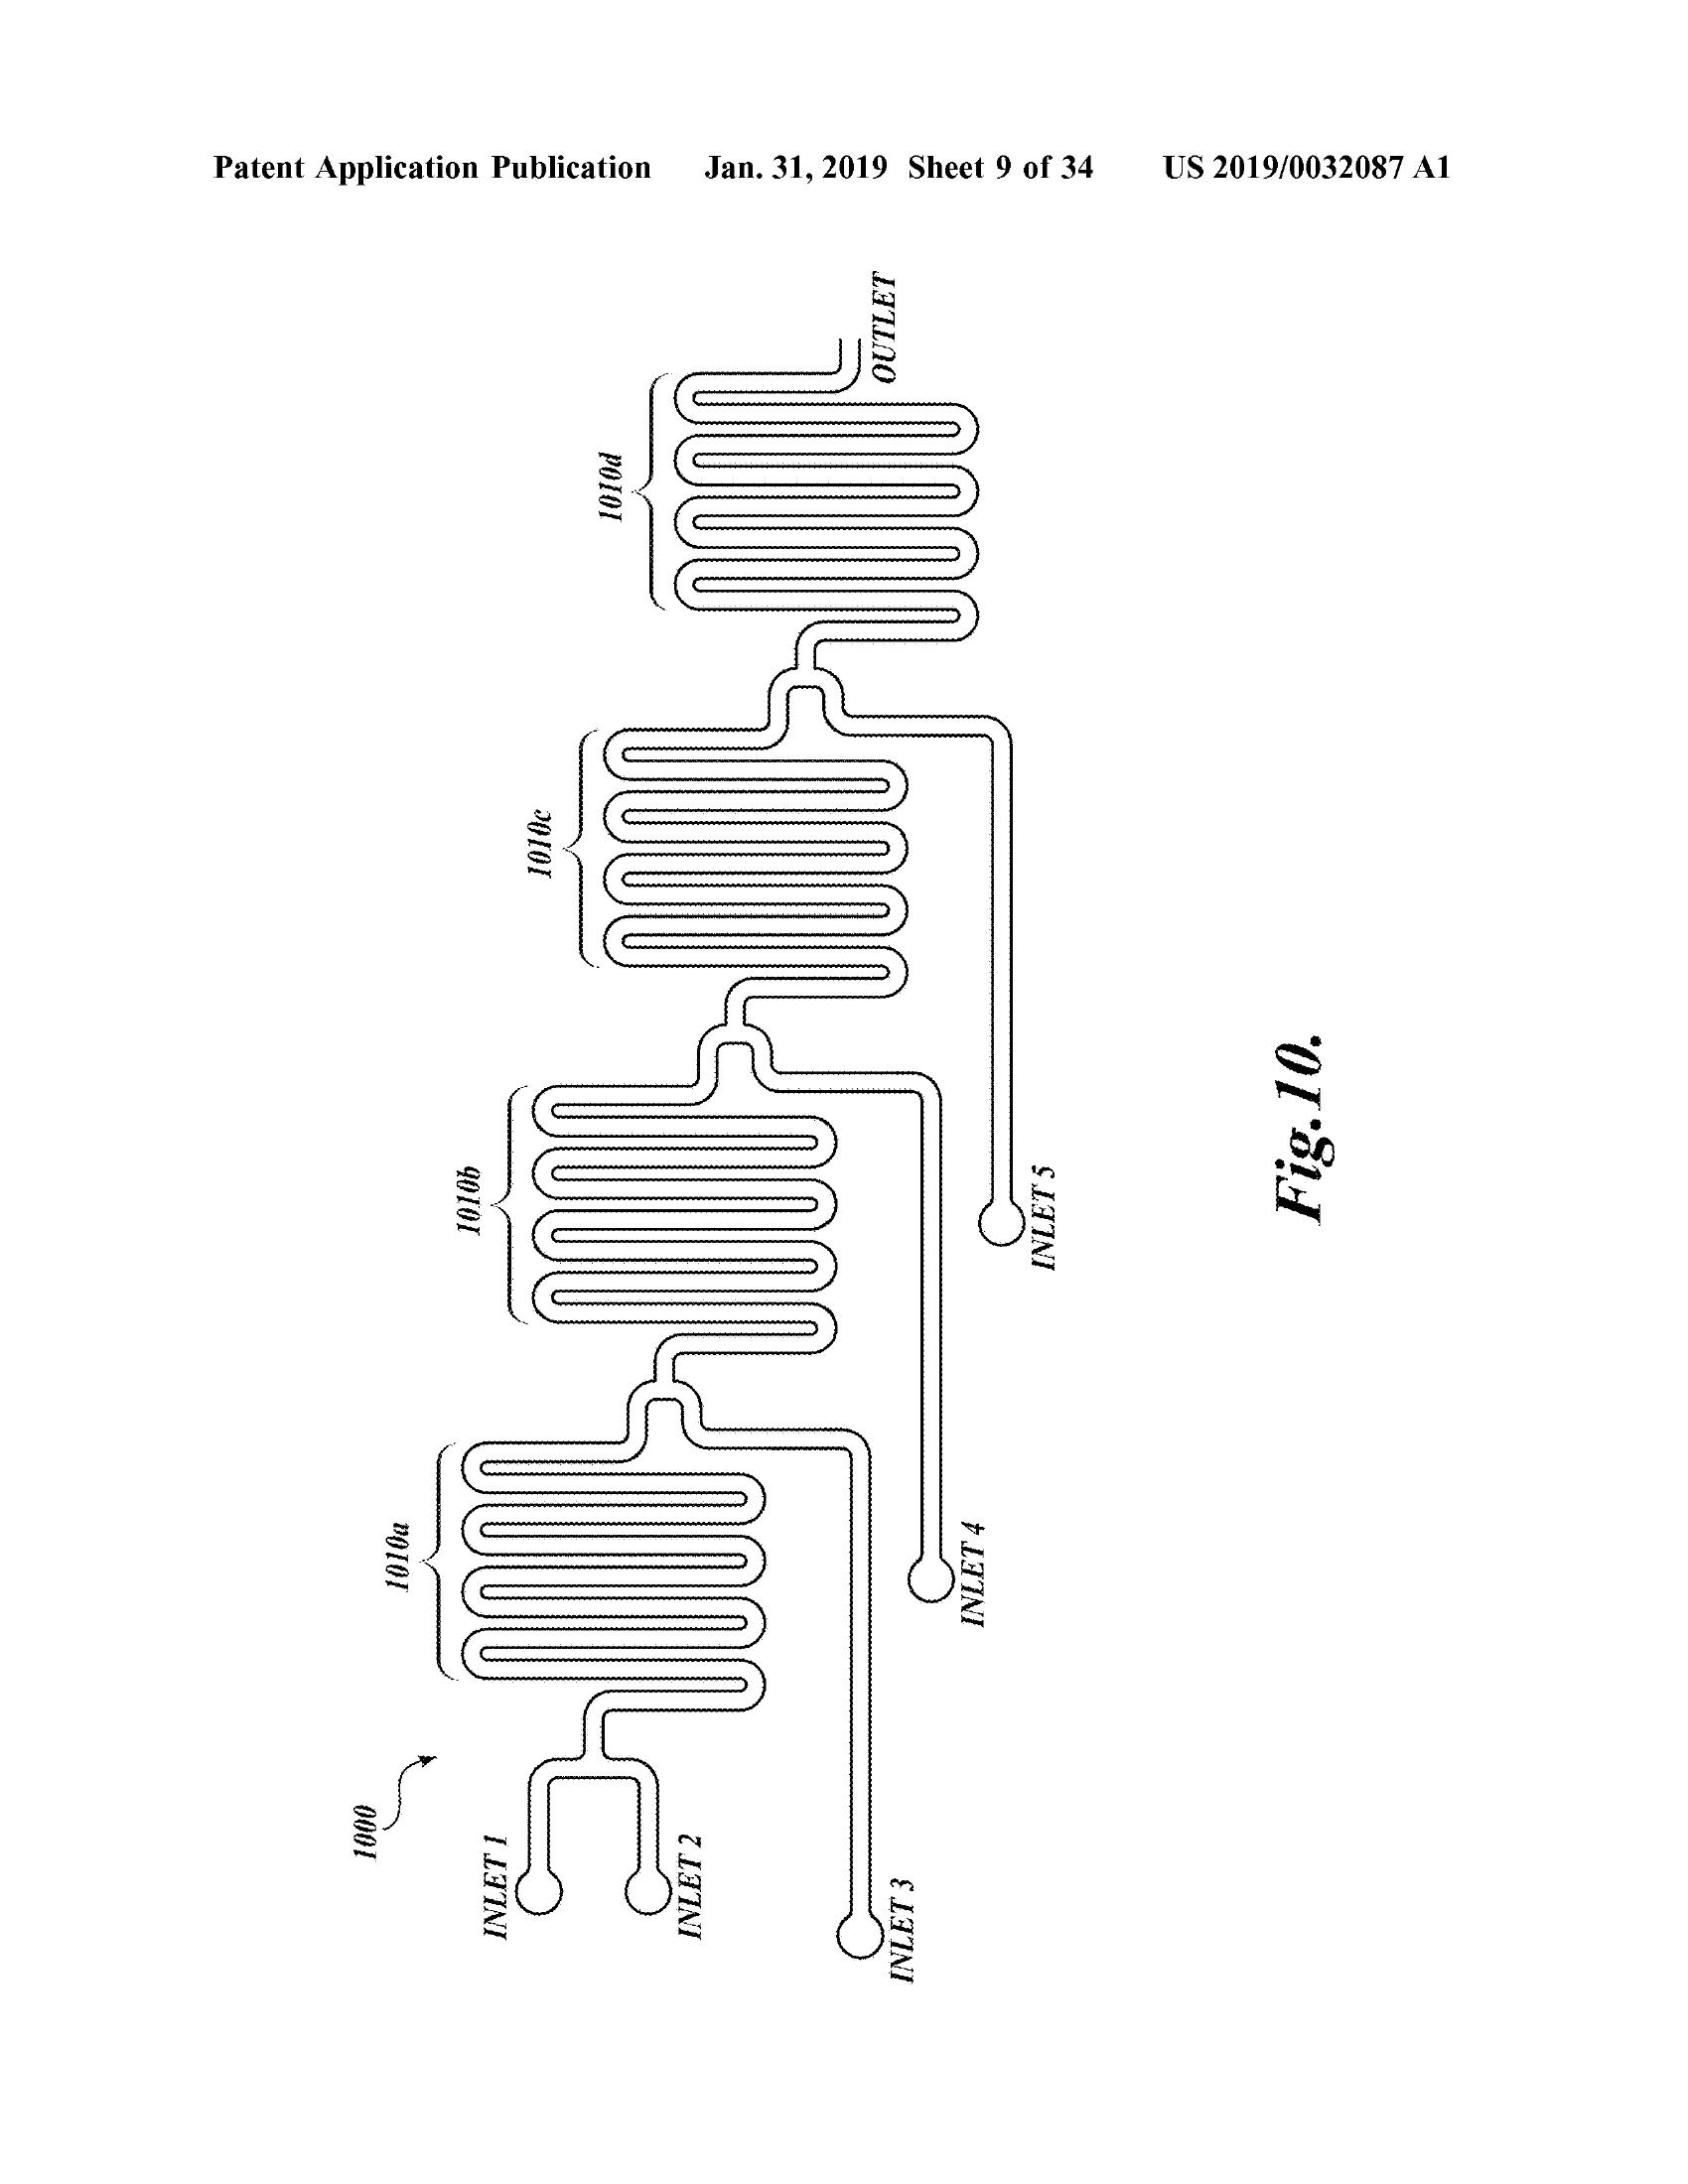 Patent Application Publication Jan. 31, 2019 Sheet 9 of 34 US 2019/0032087 A1
1000
INLET 1
INLET 2
INLET 3
INLET 4
INLET 5
1010a
1010b
1010c
1010d
OUTLET
Fig.10.